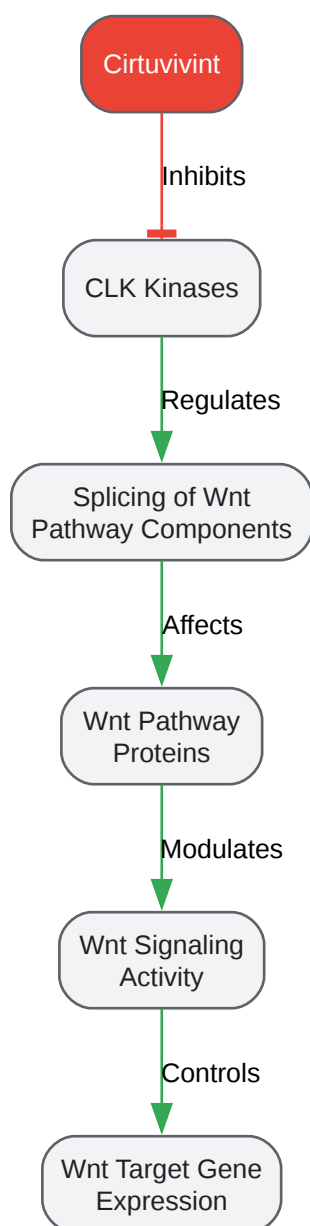 Cirtuvivint
Inhibits
CLK Kinases
Regulates
Splicing of Wnt
Pathway Components
Affects
Wnt Pathway
Proteins
Modulates
Wnt Signaling
Activity
Controls
Wnt Target Gene
Expression